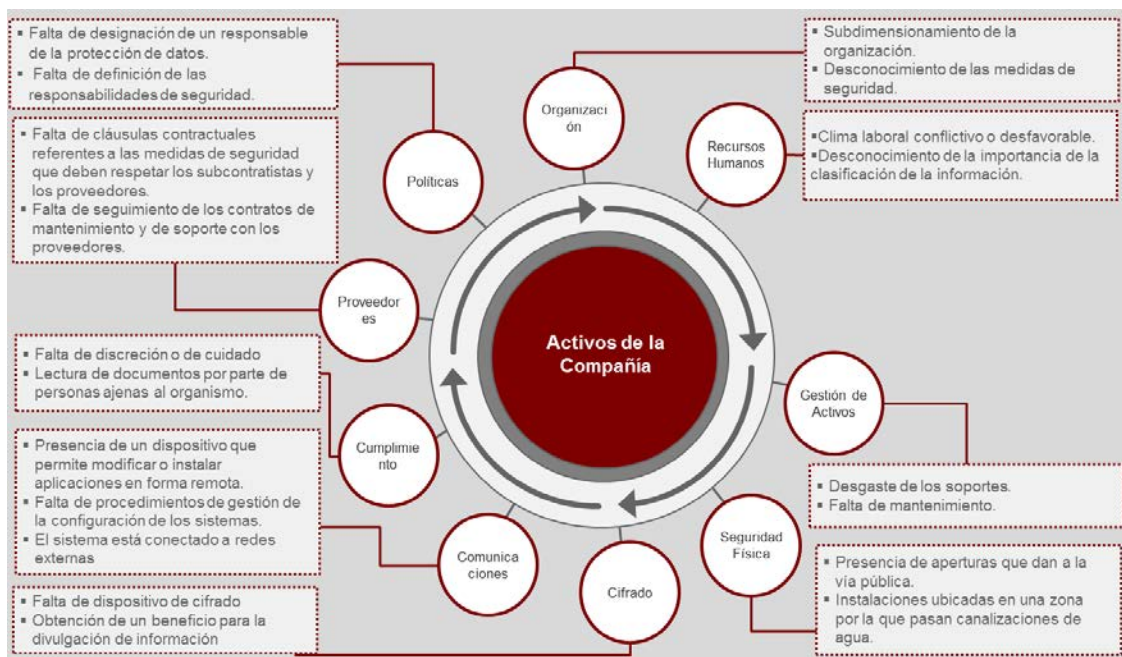 ▪ Falta de designación de un responsable
de la protección de datos.
▪ Falta de definición de las
responsabilidades de seguridad.
▪ Subdimensionamiento de la
organización.
▪ Desconocimiento de las medidas de
seguridad.
Organizaci
ón
Recursos
Humanos
▪ Clima laboral conflictivo o desfavorable.
▪ Desconocimiento de la importancia de la
clasificación de la información.
Políticas
▪ Falta de cláusulas contractuales
referentes a las medidas de seguridad
que deben respetar los subcontratistas y
los proveedores.
▪ Falta de seguimiento de los contratos de
mantenimiento y de soporte con los
proveedores.
Proveedor
es
Activos de la
Compañía
Gestión de
Activos
▪ Falta de discreción o de cuidado
▪ Lectura de documentos por parte de
personas ajenas al organismo.
Cumplimie
nto
▪ Desgaste de los soportes.
▪ Falta de mantenimiento.
▪ Presencia de un dispositivo que
permite modificar o instalar
aplicaciones en forma remota.
▪ Falta de procedimientos de gestión de
la configuración de los sistemas.
▪ El sistema está conectado a redes
externas
Comunica
ciones
Seguridad
Física
▪ Presencia de aperturas que dan a la
vía pública.
▪ Instalaciones ubicadas en una zona
por la que pasan canalizaciones de
agua.
Cifrado
▪ Falta de dispositivo de cifrado
▪ Obtención de un beneficio para la
divulgación de información